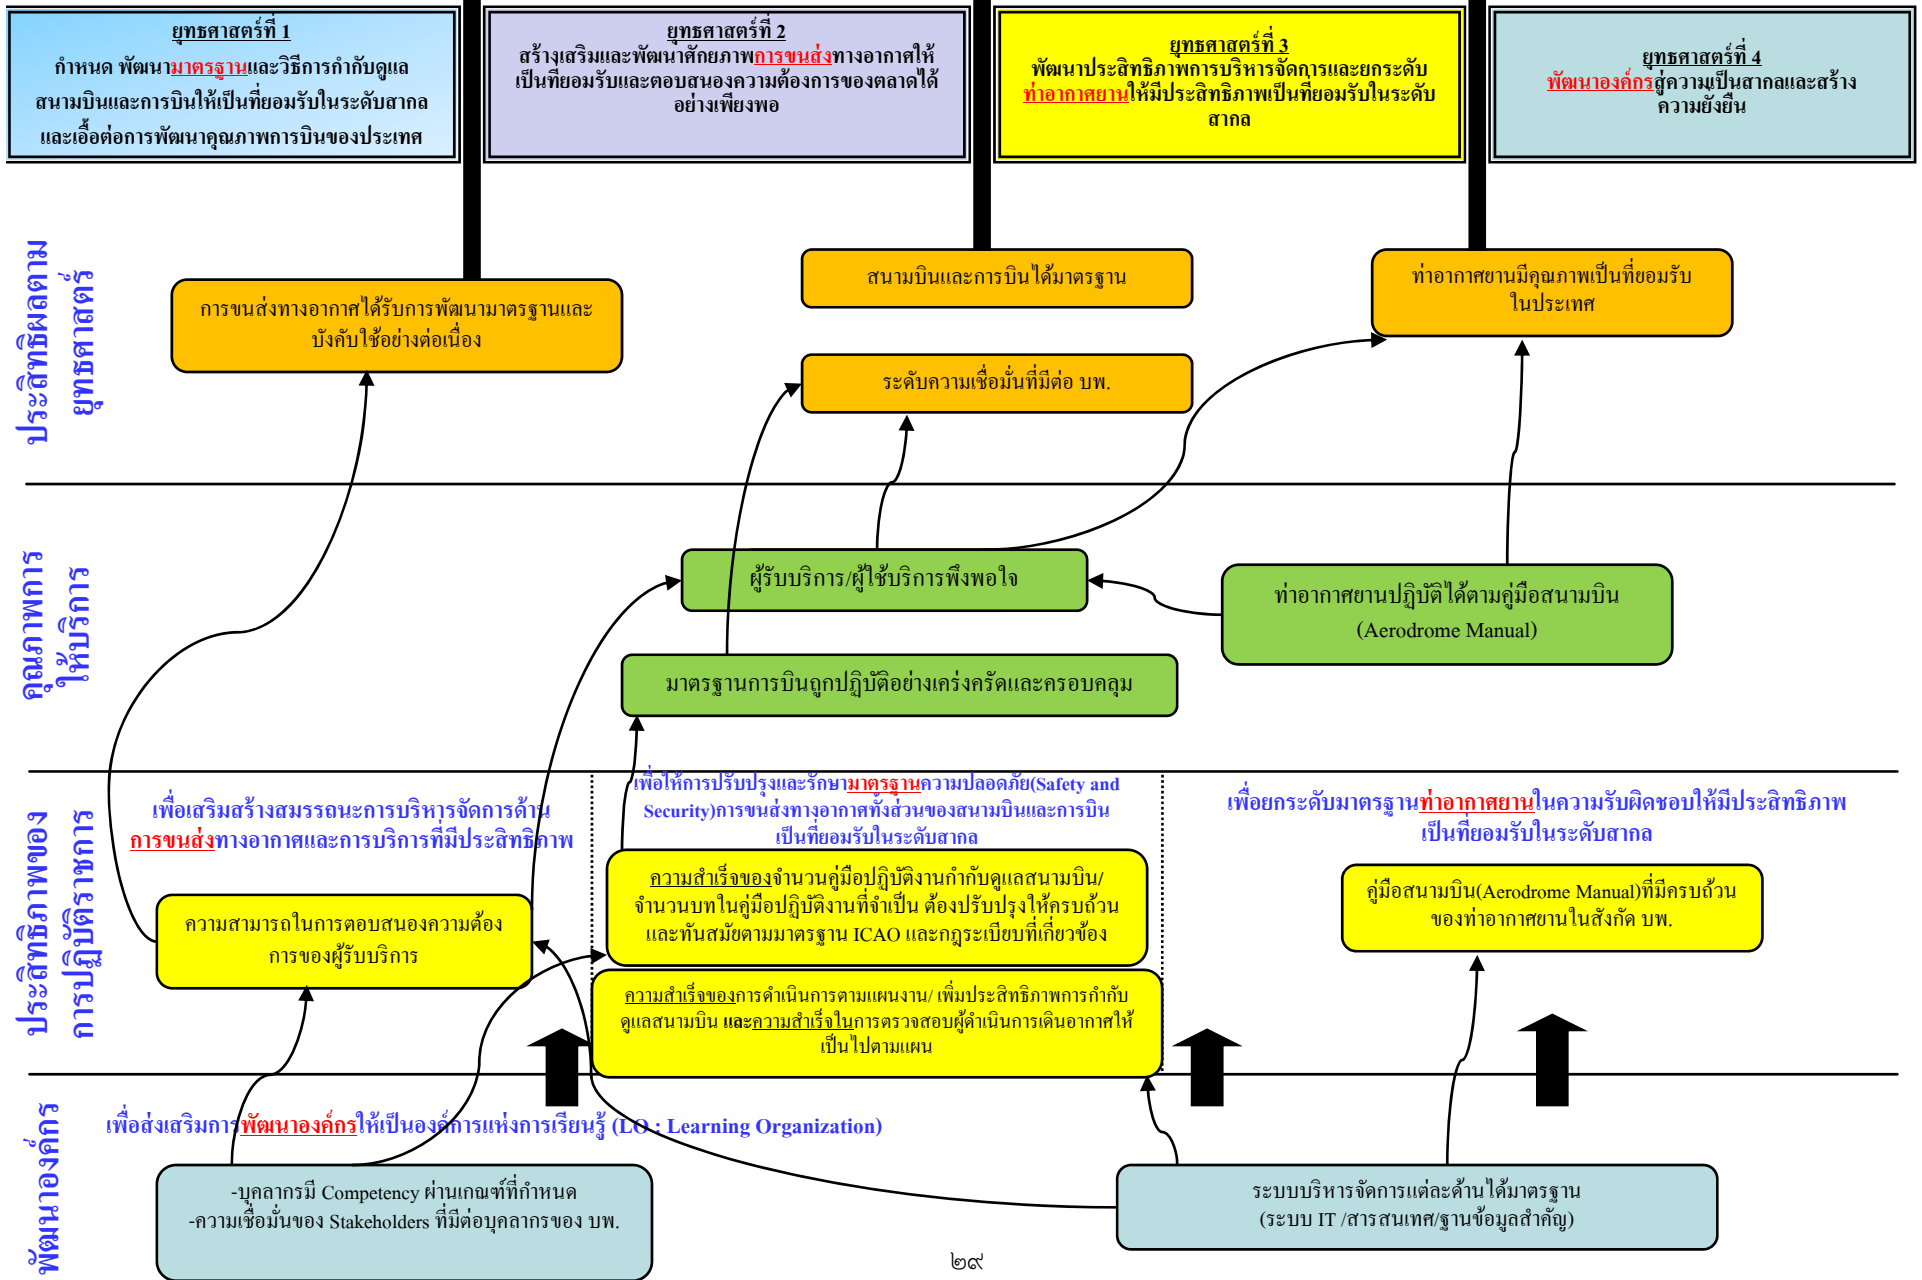 ยุทธศาสตร์ที่ 1
กำหนด พัฒนามาตรฐานและวิธีการกำกับดูแล
สนามบินและการบินให้เป็นที่ยอมรับในระดับสากล
และเอื้อต่อการพัฒนาคุณภาพการบินของประเทศ
ยุทธศาสตร์ที่ 2
สร้างเสริมและพัฒนาศักยภาพการขนส่งทางอากาศให้
เป็นที่ยอมรับและตอบสนองความต้องการของตลาดได้
อย่างเพียงพอ
ยุทธศาสตร์ที่ 3
พัฒนาประสิทธิภาพการบริหารจัดการและยกระดับ
ท่าอากาศยานให้มีประสิทธิภาพเป็นที่ยอมรับในระดับ
สากล
ยุทธศาสตร์ที่ 4
พัฒนาองค์กรสู่ความเป็นสากลและสร้าง
ความยั่งยืน
ประสิทธิผลตาม
ยุทธศาสตร์
การขนส่งทางอากาศได้รับการพัฒนามาตรฐานและ
บังคับใช้อย่างต่อเนื่อง
สนามบินและการบินได้มาตรฐาน
ระดับความเชื่อมั่นที่มีต่อ บพ.
ท่าอากาศยานมีคุณภาพเป็นที่ยอมรับ
ในประเทศ
คุณภาพการ
ให้บริการ
ผู้รับบริการ/ผู้ใช้บริการพึงพอใจ
ท่าอากาศยานปฏิบัติได้ตามคู่มือสนามบิน
(Aerodrome Manual)
มาตรฐานการบินถูกปฏิบัติอย่างเคร่งครัดและครอบคลุม
ประสิทธิภาพของ
การปฏิบัติราชการ
เพื่อเสริมสร้างสมรรถนะการบริหารจัดการด้าน
การขนส่งทางอากาศและการบริการที่มีประสิทธิภาพ
เพื่อให้การปรับปรุงและรักษามาตรฐานความปลอดภัย(Safety and
Security)การขนส่งทางอากาศทั้งส่วนของสนามบินและการบิน
เป็นที่ยอมรับในระดับสากล
เพื่อยกระดับมาตรฐานท่าอากาศยานในความรับผิดชอบให้มีประสิทธิภาพ
เป็นที่ยอมรับในระดับสากล
ความสามารถในการตอบสนองความต้อง
การของผู้รับบริการ
ความสำเร็จของจำนวนคู่มือปฏิบัติงานกำกับดูแลสนามบิน/
จำนวนบทในคู่มือปฏิบัติงานที่จำเป็น ต้องปรับปรุงให้ครบถ้วน
และทันสมัยตามมาตรฐาน ICAO และกฎระเบียบที่เกี่ยวข้อง
ความสำเร็จของการดำเนินการตามแผนงาน/ เพิ่มประสิทธิภาพการกำกับ
ดูแลสนามบิน และความสำเร็จในการตรวจสอบผู้ดำเนินการเดินอากาศให้
เป็นไปตามแผน
คู่มือสนามบิน(Aerodrome Manual)ที่มีครบถ้วน
ของท่าอากาศยานในสังกัด บพ.
พัฒนาองค์กร
เพื่อส่งเสริมการพัฒนาองค์กรให้เป็นองค์การแห่งการเรียนรู้ (LO : Learning Organization)
-บุคลากรมี Competency ผ่านเกณฑ์ที่กำหนด
-ความเชื่อมั่นของ Stakeholders ที่มีต่อบุคลากรของ บพ.
ระบบบริหารจัดการแต่ละด้านได้มาตรฐาน
(ระบบ IT /สารสนเทศ/ฐานข้อมูลสำคัญ)
๒๙